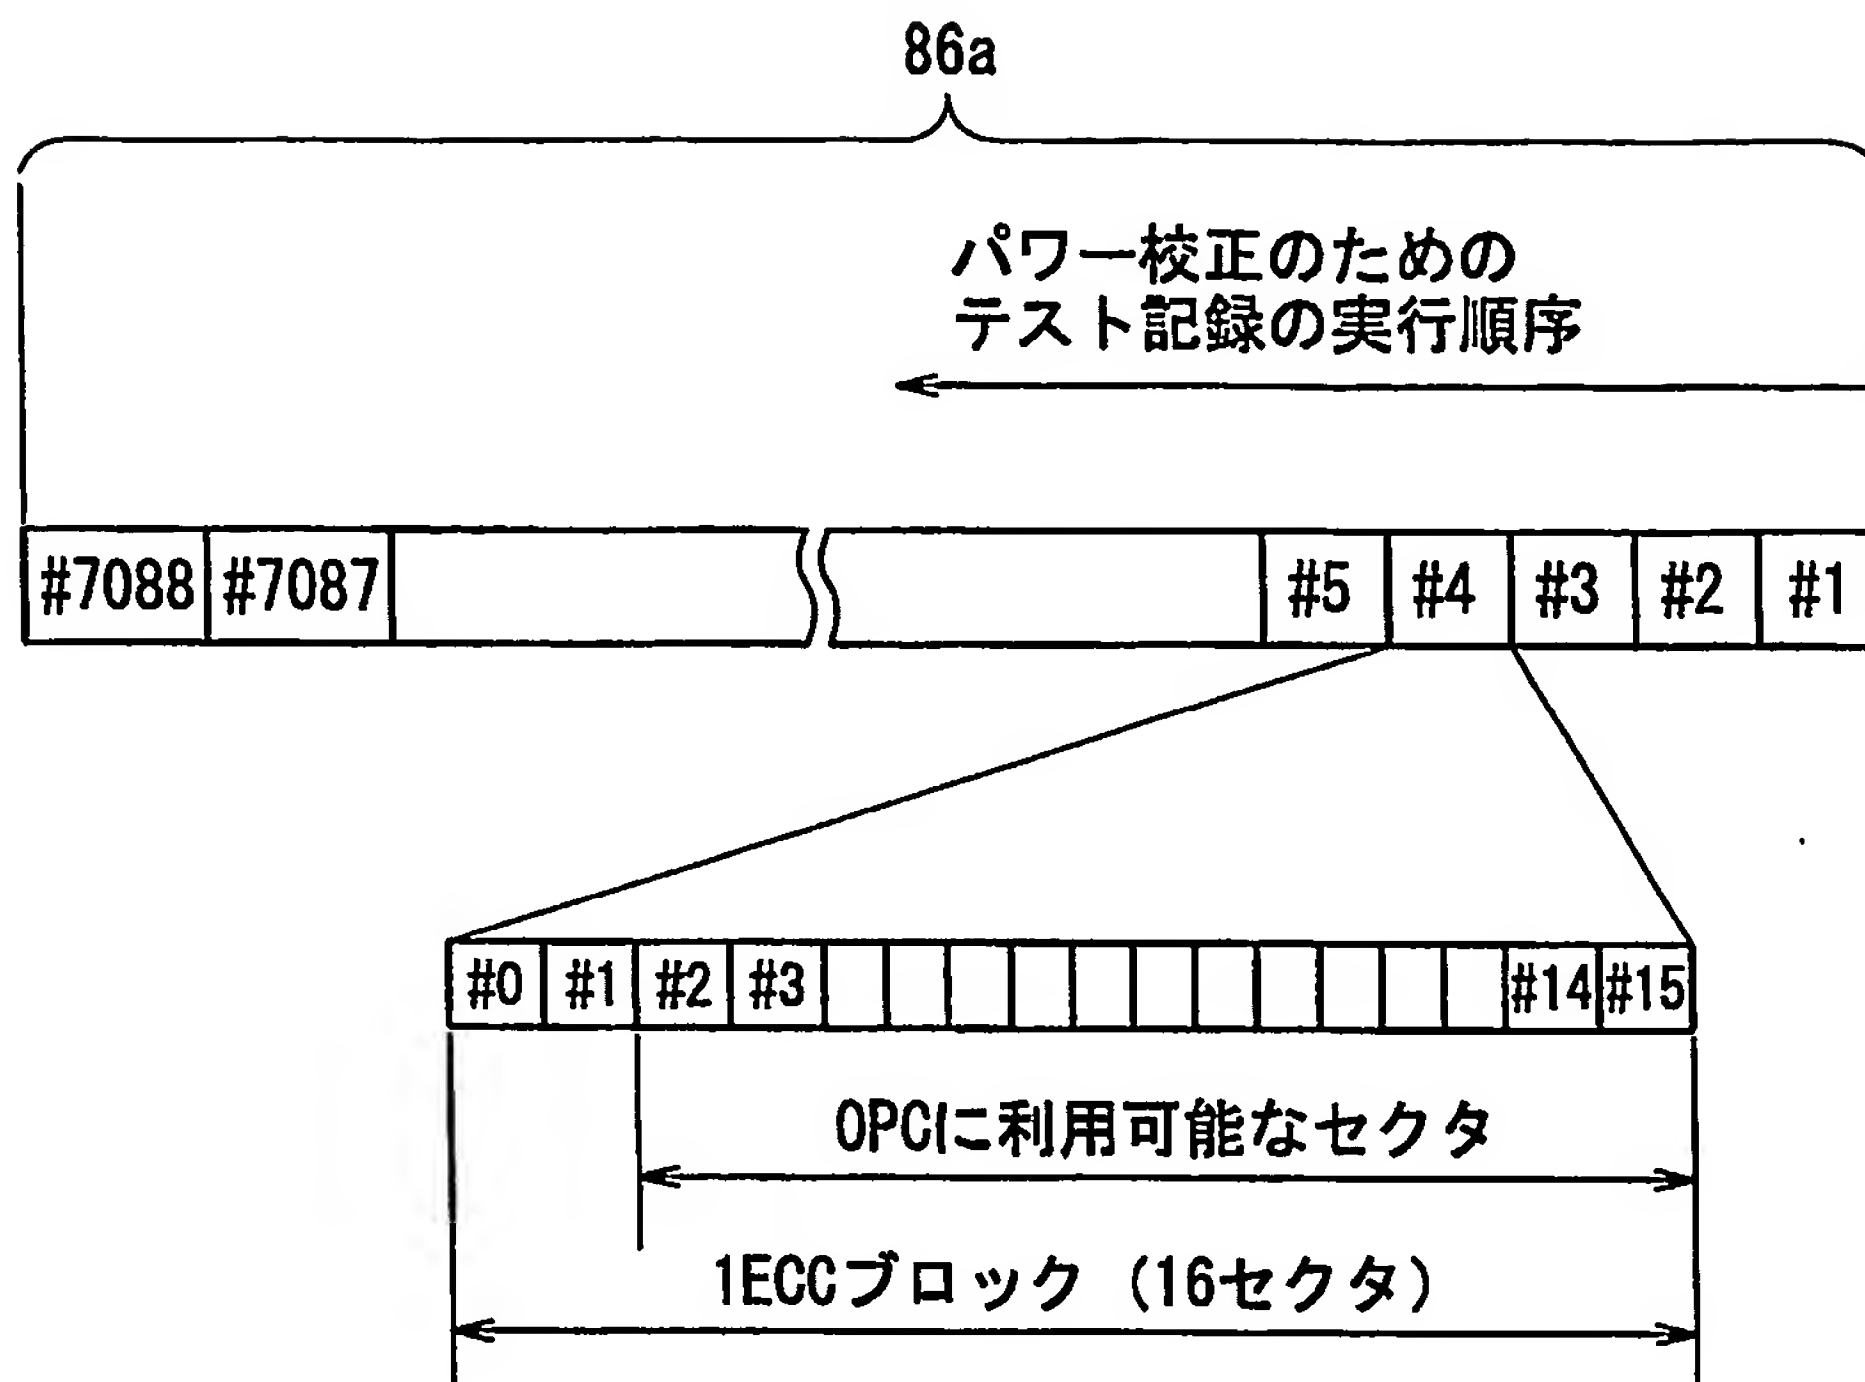 86a
パワー校正のための
テスト記録の実行順序
#7088 #7087 #5 #4 #3 #2 #1
#0 #1 #2 #3 #14 #15
OPCに利用可能なセクタ
1ECCブロック (16セクタ)